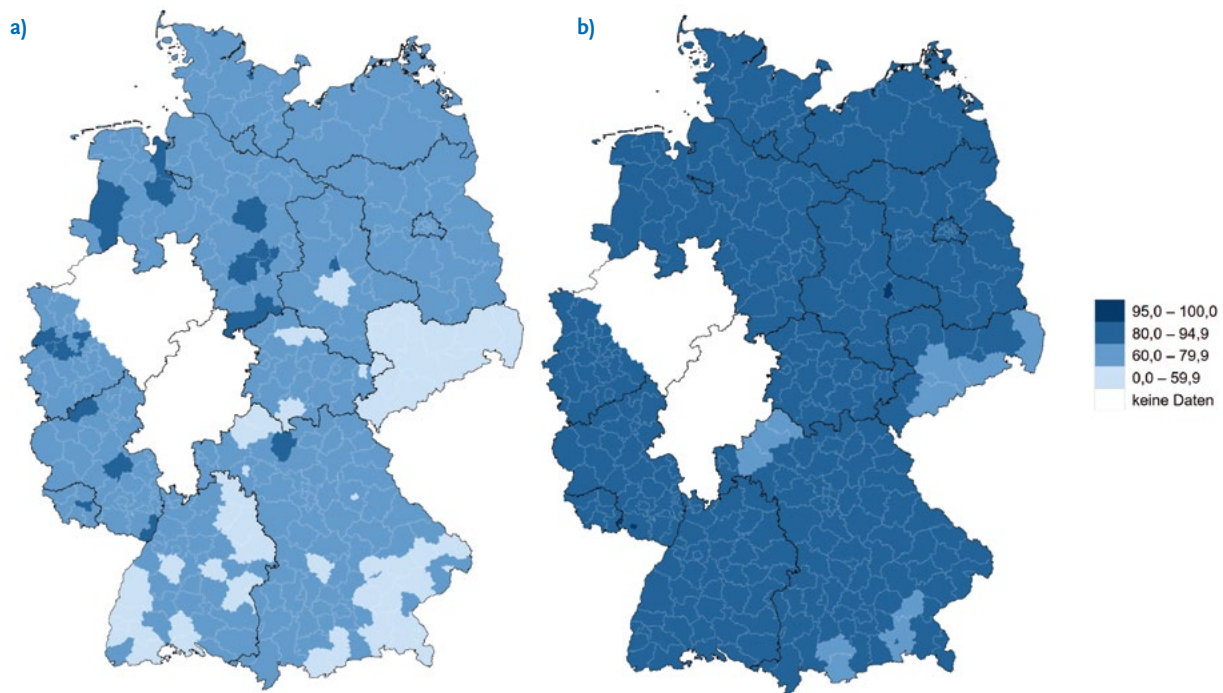 a)
b)
95,0 – 100,0
80,0 – 94,9
60,0 – 79,9
0,0 – 59,9
keine Daten